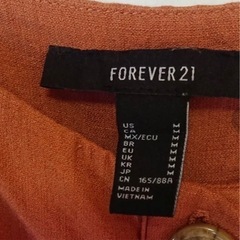 FOREVER 21
US M
CA M
MX/ECU M
BR M
EU M
UK M
KR M
JP M
CN 165/88A
MADE IN
VIETNAM